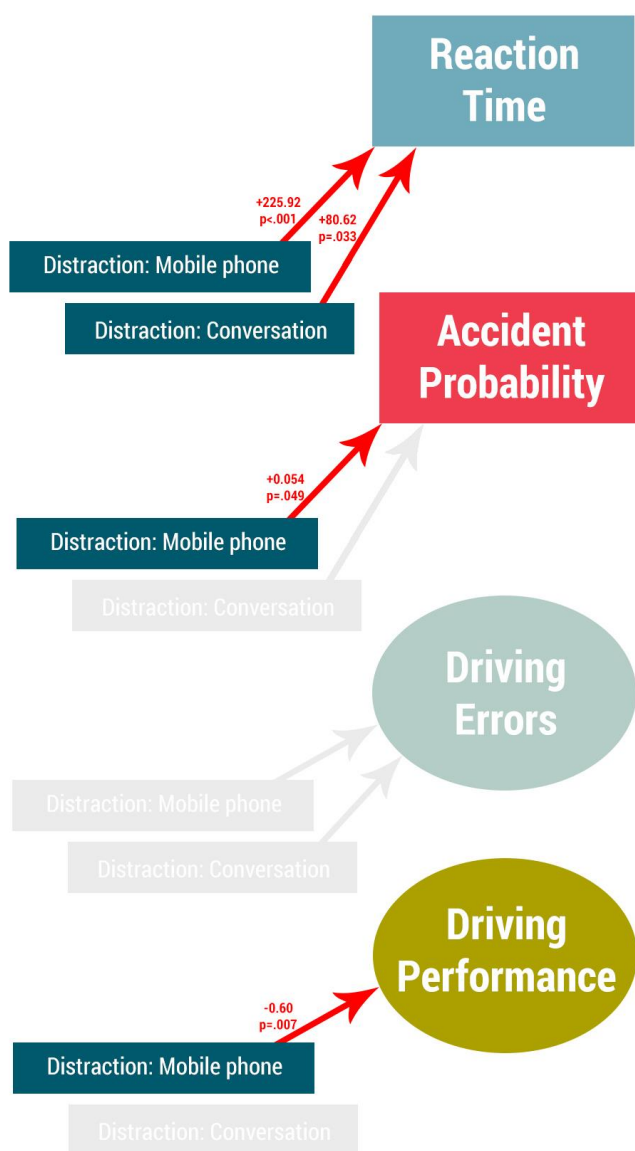 Reaction
Time
+225.92
p<.001
+80.62
p=.033
Distraction: Mobile phone
Distraction: Conversation
Accident
Probability
+0.054
p=.049
Distraction: Mobile phone
Distraction: Conversation
Driving
Errors
Distraction: Mobile phone
Distraction: Conversation
Driving
Performance
-0.60
p=.007
Distraction: Mobile phone
Distraction: Conversation